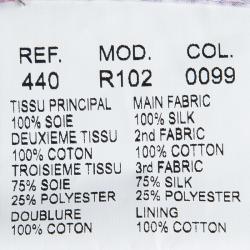 REF. MOD. COL.
440 R102 0099
TISSU PRINCIPAL MAIN FABRIC
100% SOIE 100% SILK
DEUXIEME TISSU 2nd FABRIC
100% COTON 100% COTTON
TROISIEME TISSU 3rd FABRIC
75% SOIE 75% SILK
25% POLYESTER 25% POLYESTER
DOUBLURE LINING
100% COTON 100% COTTON